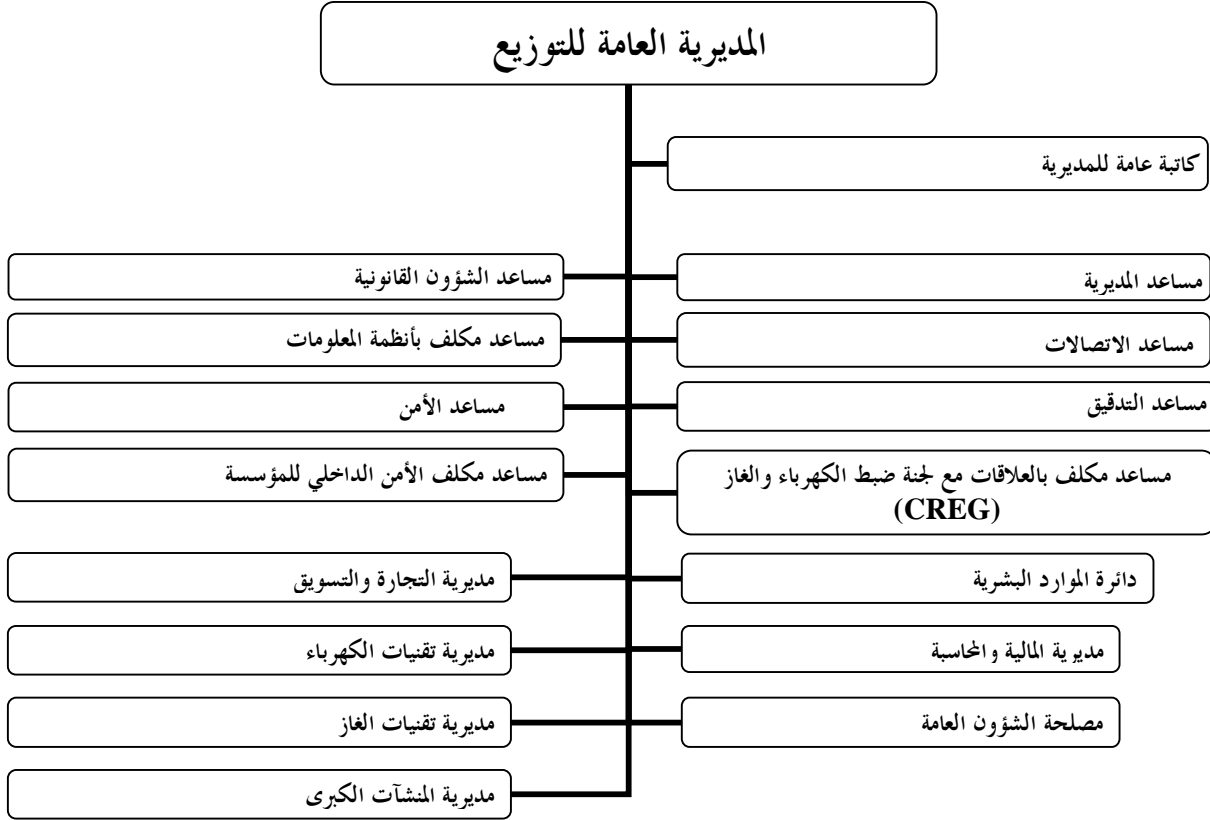 المديرية العامة للتوزيع
كاتبة عامة للمديرية
مساعد المديرية
مساعد الشؤون القانونية
مساعد الاتصالات
مساعد مكلف بأنظمة المعلومات
مساعد التدقيق
مساعد الأمن
مساعد مكلف بالعلاقات مع لجنة ضبط الكهرباء والغاز
(CREG)
مساعد مكلف الأمن الداخلي للمؤسسة
دائرة الموارد البشرية
مديرية التجارة والتسويق
مديرية المالية والمحاسبة
مديرية تقنيات الكهرباء
مصلحة الشؤون العامة
مديرية تقنيات الغاز
مديرية المنشآت الكبرى